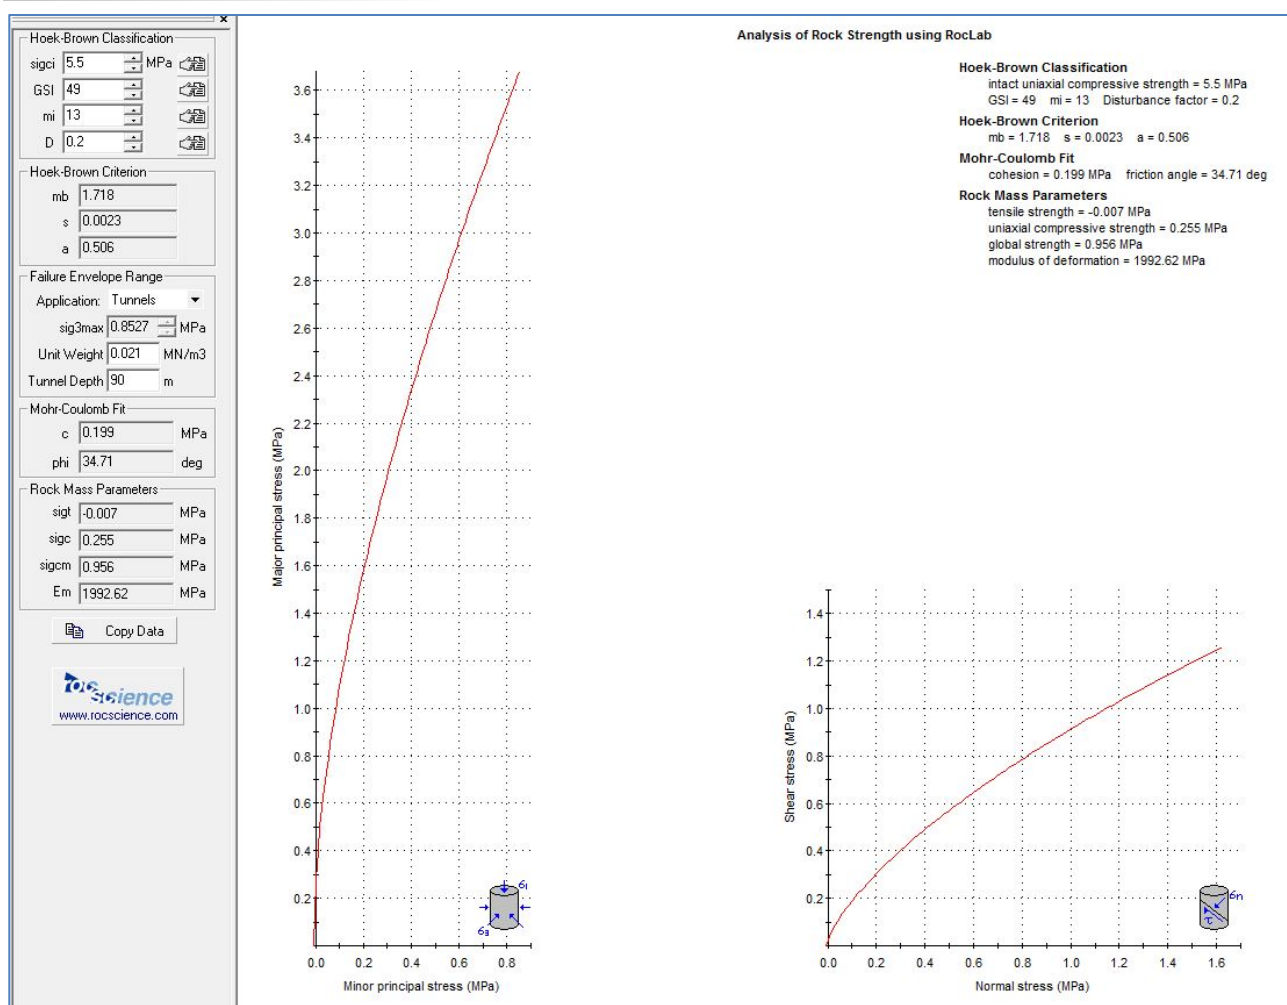 x
Hoek-Brown Classification
sigci 5.5 MPa
GSI 49
mi 13
D 0.2
Hoek-Brown Criterion
mb 1.718
s 0.0023
a 0.506
Failure Envelope Range
Application: Tunnels
sig3max 0.8527 MPa
Unit Weight 0.021 MN/m3
Tunnel Depth 90 m
Mohr-Coulomb Fit
c 0.199 MPa
phi 34.71 deg
Rock Mass Parameters
sigt -0.007 MPa
sigc 0.255 MPa
sigcm 0.956 MPa
Em 1992.62 MPa
Copy Data
rocscience
www.rocscience.com
Analysis of Rock Strength using RocLab
Hoek-Brown Classification
intact uniaxial compressive strength = 5.5 MPa
GSI = 49 mi = 13 Disturbance factor = 0.2
Hoek-Brown Criterion
mb = 1.718 s = 0.0023 a = 0.506
Mohr-Coulomb Fit
cohesion = 0.199 MPa friction angle = 34.71 deg
Rock Mass Parameters
tensile strength = -0.007 MPa
uniaxial compressive strength = 0.255 MPa
global strength = 0.956 MPa
modulus of deformation = 1992.62 MPa
Major principal stress (MPa)
3.6
3.4
3.2
3.0
2.8
2.6
2.4
2.2
2.0
1.8
1.6
1.4
1.2
1.0
0.8
0.6
0.4
0.2
0.0 0.2 0.4 0.6 0.8
Minor principal stress (MPa)
σ1
σ3
Shear stress (MPa)
1.4
1.2
1.0
0.8
0.6
0.4
0.2
0.0 0.2 0.4 0.6 0.8 1.0 1.2 1.4 1.6
Normal stress (MPa)
σn
τ